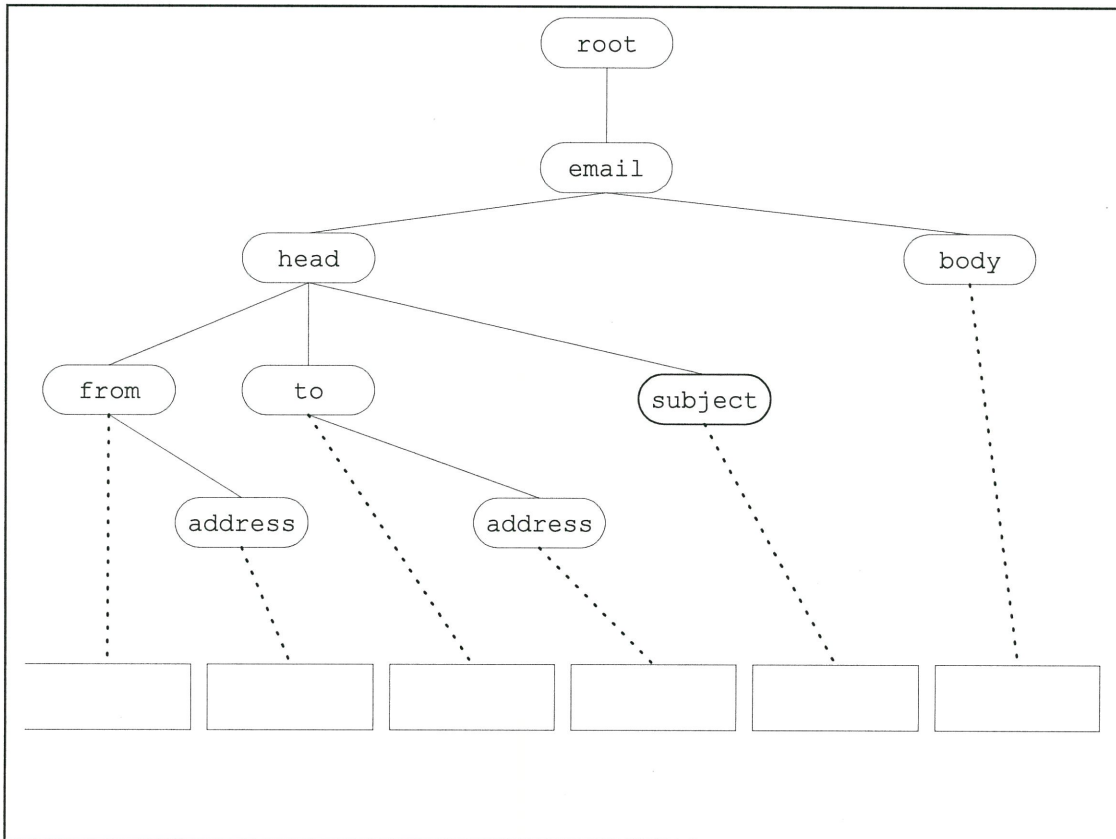 root
email
head
body
from
to
subject
address
address